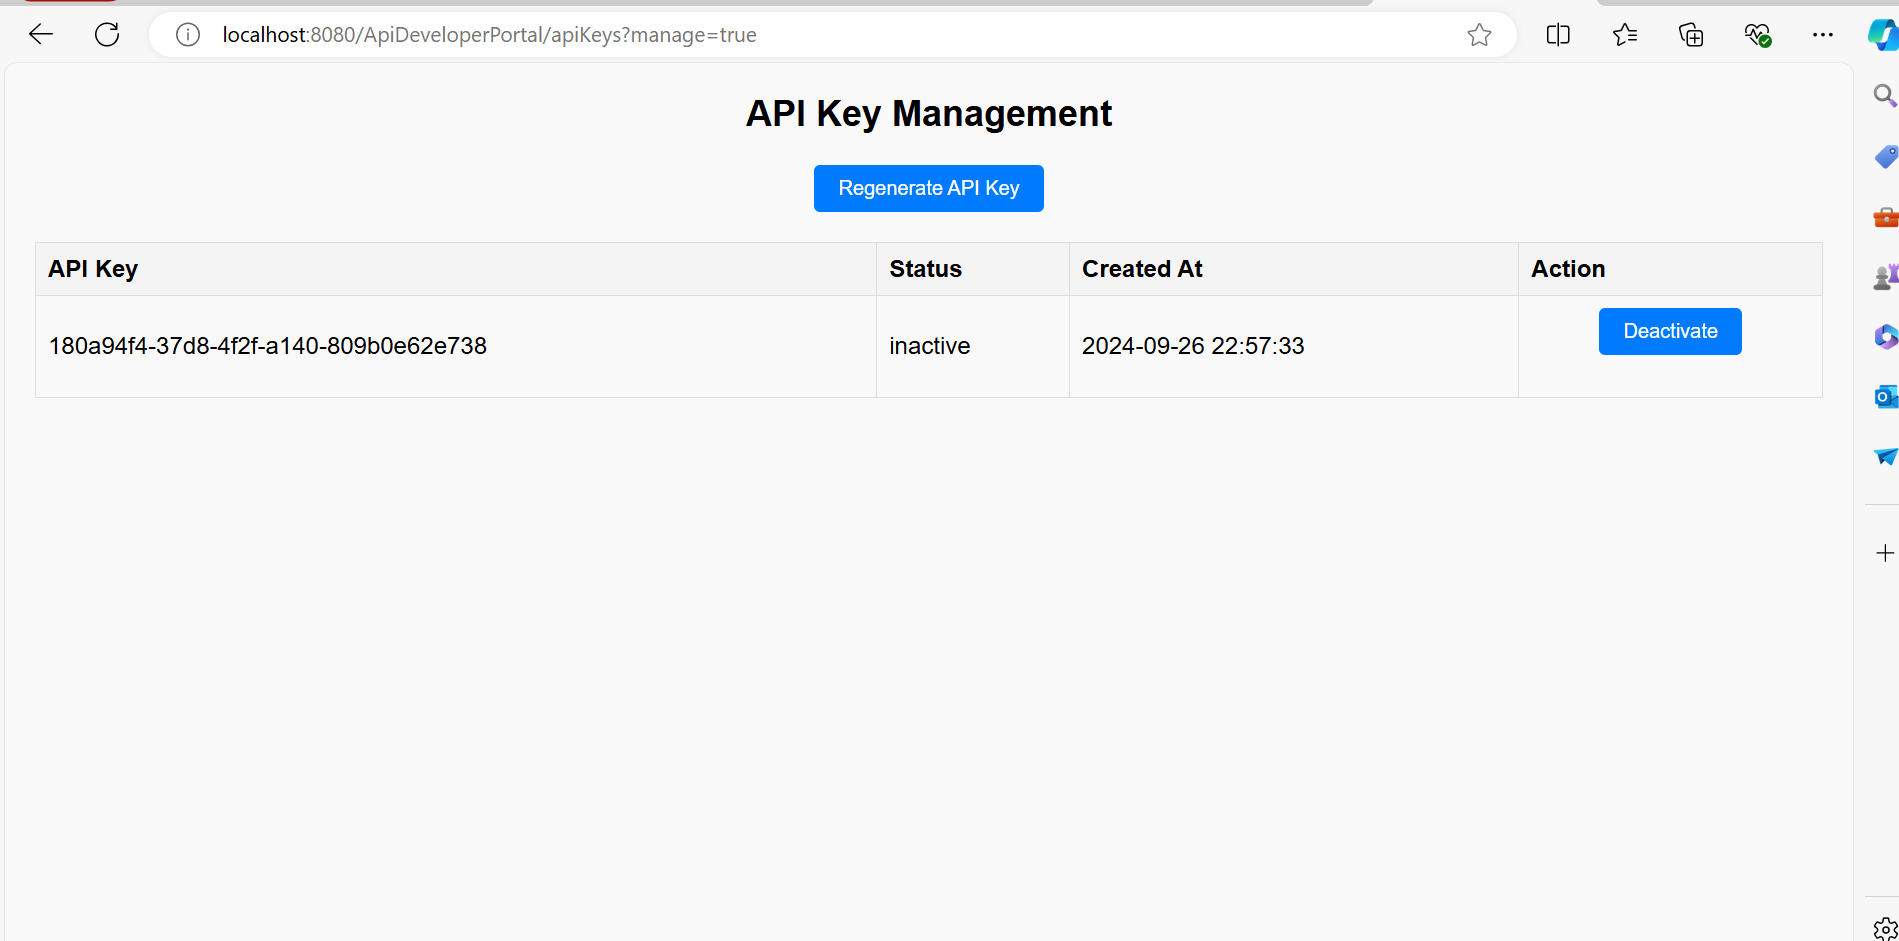 localhost:8080/ApiDeveloperPortal/apiKeys?manage=true
API Key Management
Regenerate API Key
API Key Status Created At Action
180a94f4-37d8-4f2f-a140-809b0e62e738 inactive 2024-09-26 22:57:33 Deactivate